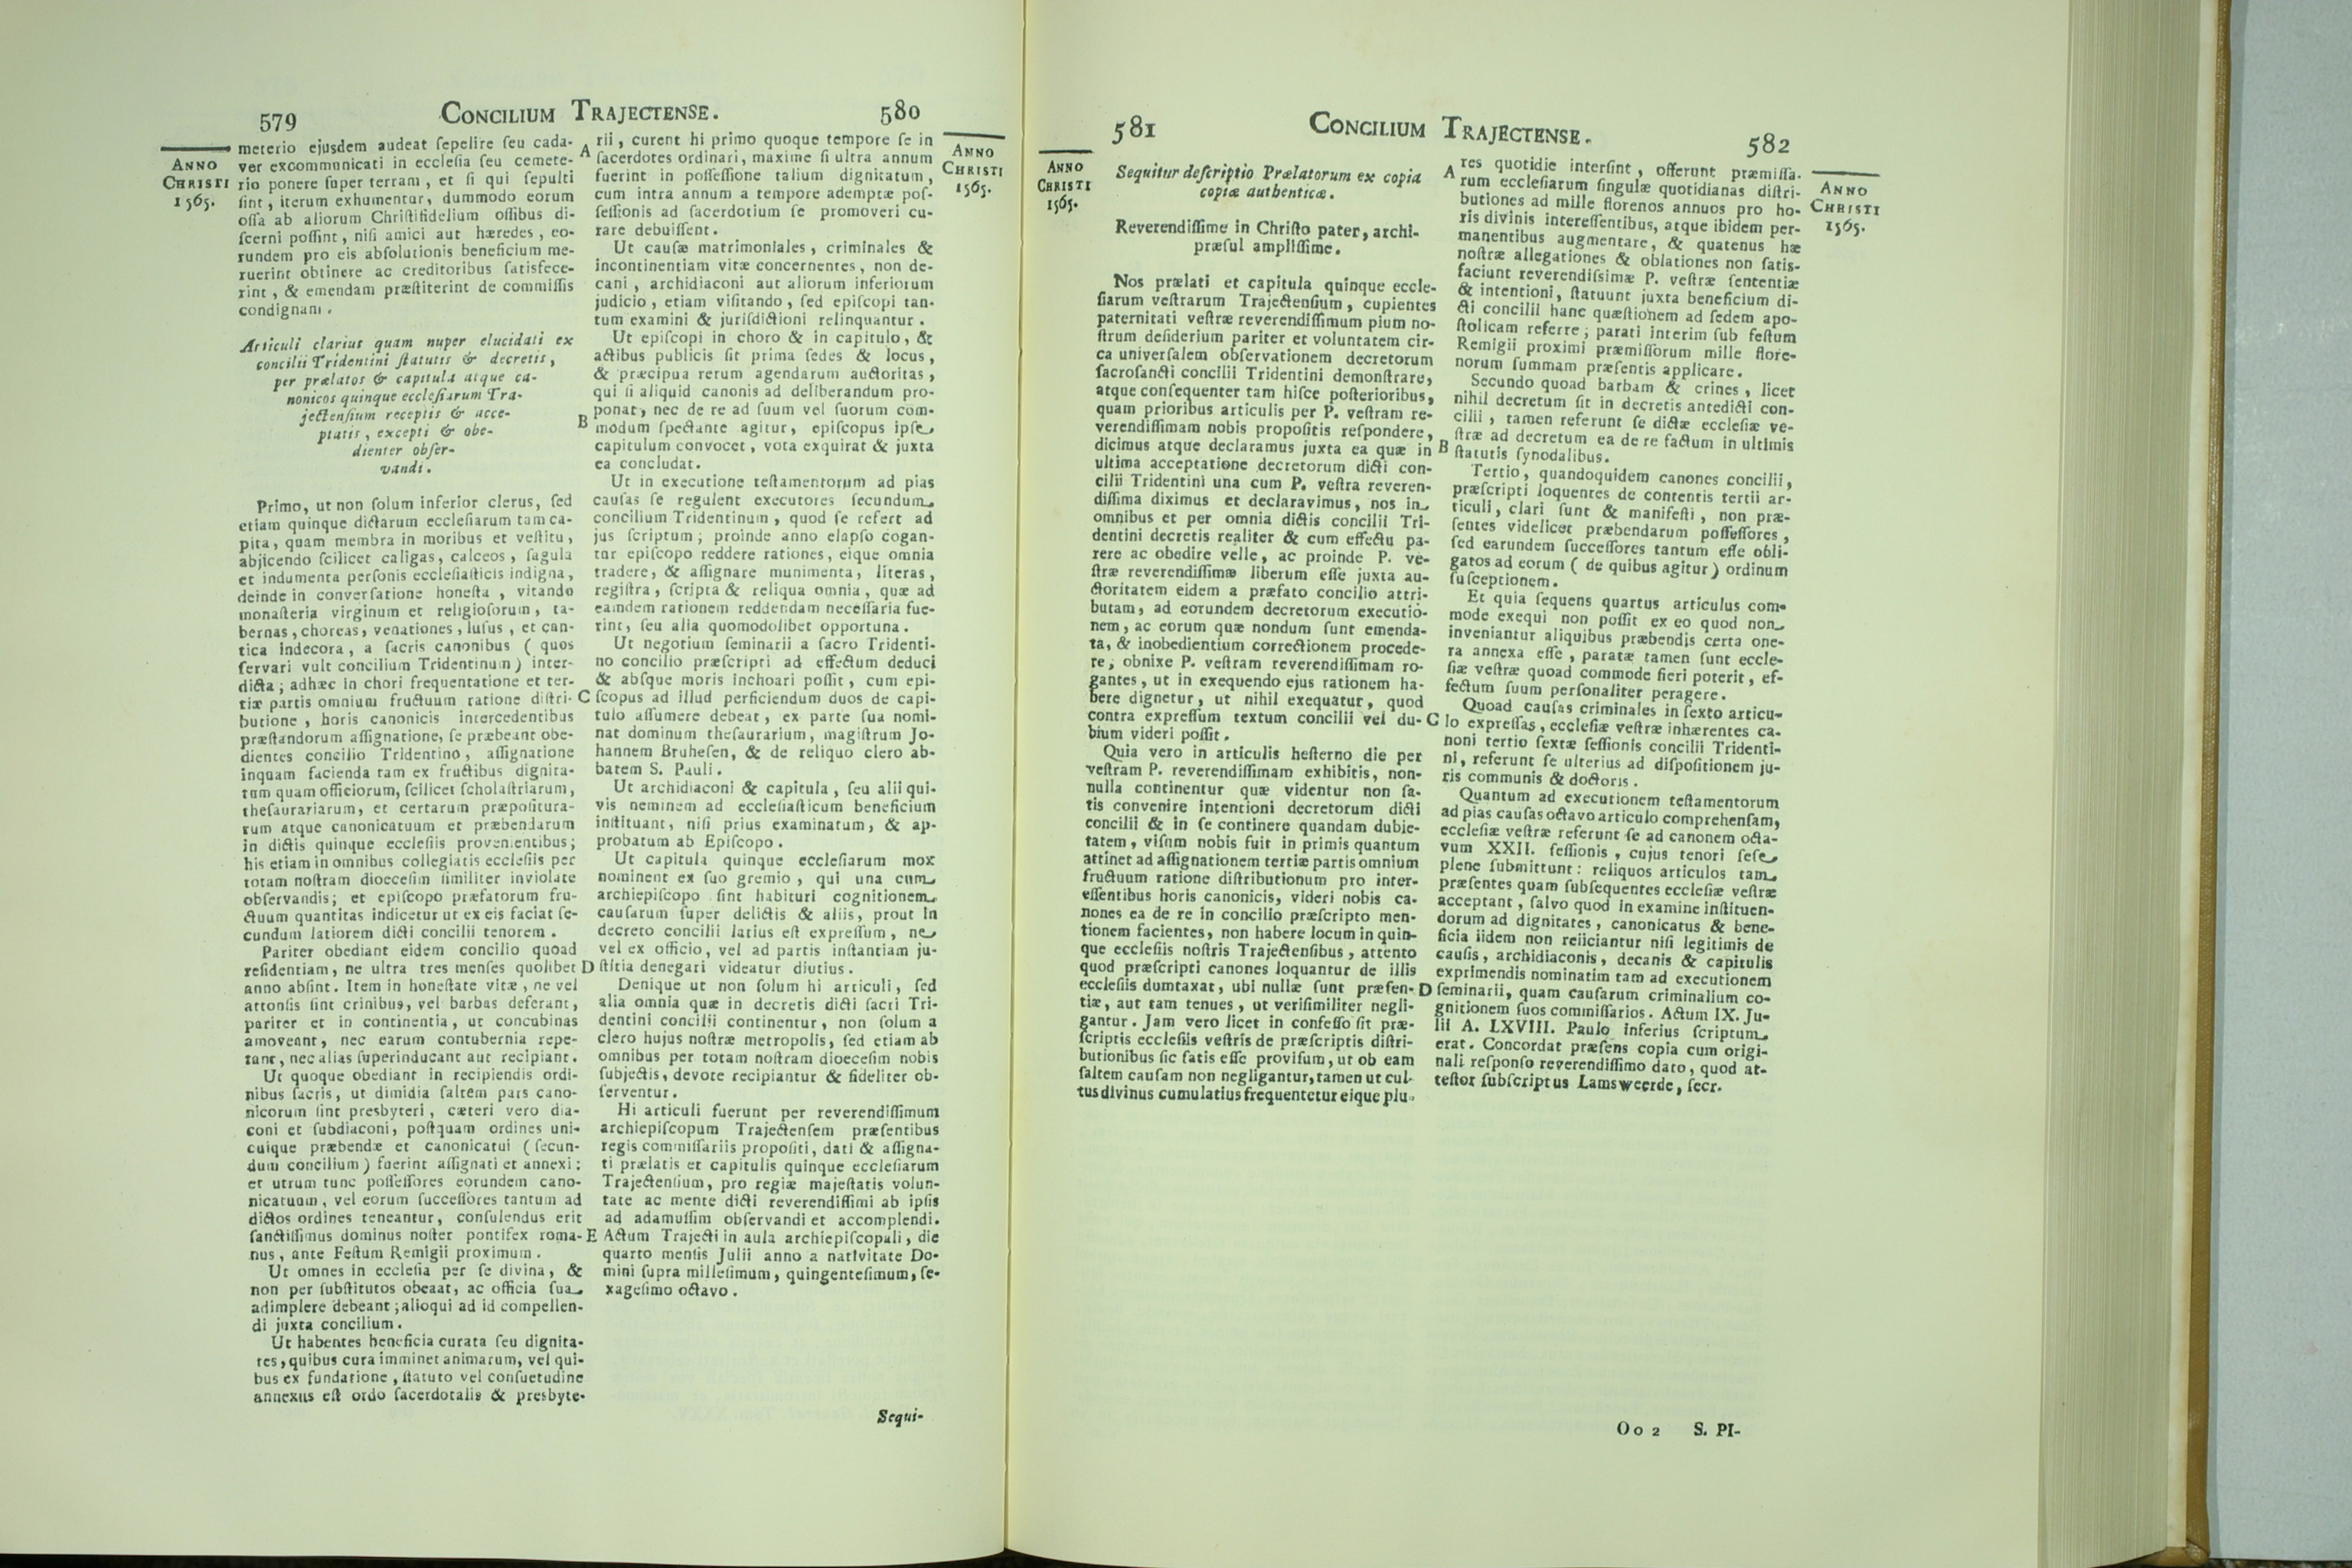 579
CONCILIUM TRAJECTENSE.
580
ANNO
CHRISTI
1565.
meterio ejusdem audeat ſepelire ſeu cada-
ver excommunicati in eccleſia ſeu cemete-
rio ponere ſuper terram, et ſi qui ſepulti
ſint, iterum exhumentur, dummodo eorum
oſſa ab aliorum Chriſtifidelium oſſibus di-
ſcerni poſſint, niſi amici aut hæredes, eo-
rundem pro eis abſolutionis beneficium me-
ruerint obtinere ac creditoribus ſatisfece-
rint, & emendam præſtiterint de commiſſis
condignam.
Articuli clarius quam nuper elucidati ex
concilii Tridentini ſtatutis & decretis,
per prælatos & capitula atque ca-
nonicos quinque eccleſiarum Tra-
jectenſium receptis & acce-
ptatis, excepti & obe-
dienter obſer-
vandi.
Primo, ut non ſolum inferior clerus, ſed
etiam quinque dictarum eccleſiarum tam ca-
pita, quam membra in moribus et veſtitu,
abjicendo ſcilicet caligas, calceos, ſagula
et indumenta perſonis eccleſiaſticis indigna,
deinde in converſatione honeſta, vitando
monaſteria virginum et religioſorum, ta-
bernas, choreas, venationes, luſus, et can-
tica indecora, a ſacris canonibus ( quos
ſervari vult concilium Tridentinum ) inter-
dicta; adhæc in chori frequentatione et ter-
tiæ partis omnium fructuum ratione diſtri-
butione, horis canonicis intercedentibus
præſtandorum aſſignatione, ſe præbeant obe-
dientes concilio Tridentino, aſſignatione
inquam facienda tam ex fructibus dignita-
tum quam officiorum, ſcilicet ſcholaſtriarum,
theſaurariarum, et certarum præpoſitura-
rum atque canonicatuum et præbendarum
in dictis quinque eccleſiis provenientibus;
his etiam in omnibus collegiatis eccleſiis per
totam noſtram dioeceſim ſimiliter inviolate
obſervandis; et epiſcopo præfatorum fru-
ctuum quantitas indicetur ut ex eis faciat ſe-
cundum latiorem dicti concilii tenorem.
Pariter obediant eidem concilio quoad
reſidentiam, ne ultra tres menſes quolibet
anno abſint. Item in honeſtate vitæ, ne vel
attonſis ſint crinibus, vel barbas deferant,
pariter et in continentia, ut concubinas
amoveant, nec earum contubernia repe-
tant, nec alias ſuperinducant aut recipiant.
Ut quoque obediant in recipiendis ordi-
nibus ſacris, ut dimidia ſaltem pars cano-
nicorum ſint presbyteri, cæteri vero dia-
coni et ſubdiaconi, poſtquam ordines uni-
cuique præbendæ et canonicatui ( ſecun-
dum concilium ) fuerint aſſignati et annexi;
et utrum tunc poſſeſſores eorundem cano-
nicatuum, vel eorum ſucceſſores tantum ad
dictos ordines teneantur, conſulendus erit
ſanctiſſimus dominus noſter pontifex roma-
nus, ante Feſtum Remigii proximum.
Ut omnes in eccleſia per ſe divina, &
non per ſubſtitutos obeaat, ac officia ſua
adimplere debeant; alioqui ad id compellen-
di juxta concilium.
Ut habentes beneficia curata ſeu dignita-
tes, quibus cura imminet animarum, vel qui-
bus ex fundatione, ſtatuto vel conſuetudine
annexus eſt ordo ſacerdotalis & presbyte-
A
B
C
D
E
rii, curent hi primo quoque tempore ſe in
ſacerdotes ordinari, maxime ſi ultra annum
fuerint in poſſeſſione talium dignitatum,
cum intra annum a tempore ademptæ poſ-
ſeſſionis ad ſacerdotium ſe promoveri cu-
rare debuiſſent.
Ut cauſæ matrimoniales, criminales &
incontinentiam vitæ concernentes, non de-
cani, archidiaconi aut aliorum inferiorum
judicio, etiam viſitando, ſed epiſcopi tan-
tum examini & juriſdictioni relinquantur.
Ut epiſcopi in choro & in capitulo, &
actibus publicis ſit prima ſedes & locus,
& præcipua rerum agendarum auctoritas,
qui ſi aliquid canonis ad deliberandum pro-
ponat, nec de re ad ſuum vel ſuorum com-
modum ſpectante agitur, epiſcopus ipſe
capitulum convocet, vota exquirat & juxta
ea concludat.
Ut in executione teſtamentorum ad pias
cauſas ſe regulent executores ſecundum
concilium Tridentinum, quod ſe refert ad
jus ſcriptum; proinde anno elapſo cogan-
tur epiſcopo reddere rationes, eique omnia
tradere, & aſſignare munimenta, literas,
regiſtra, ſcripta & reliqua omnia, quæ ad
eamdem rationem reddendam neceſſaria fue-
rint, ſeu alia quomodolibet opportuna.
Ut negotium ſeminarii a ſacro Tridenti-
no concilio præſcripti ad effectum deduci
& abſque moris inchoari poſſit, cum epi-
ſcopus ad illud perficiendum duos de capi-
tulo aſſumere debeat, ex parte ſua nomi-
nat dominum theſaurarium, magiſtrum Jo-
hannem Bruheſen, & de reliquo clero ab-
batem S. Pauli.
Ut archidiaconi & capitula, ſeu alii qui-
vis neminem ad eccleſiaſticum beneficium
inſtituant, niſi prius examinatum, & ap-
probatum ab Epiſcopo.
Ut capitula quinque eccleſiarum mox
nominent ex ſuo gremio, qui una cum
archiepiſcopo ſint habituri cognitionem
cauſarum ſuper delictis & aliis, prout in
decreto concilii latius eſt expreſſum, ne
vel ex officio, vel ad partis inſtantiam ju-
ſtitia denegari videatur diutius.
Denique ut non ſolum hi articuli, ſed
alia omnia quæ in decretis dicti ſacri Tri-
dentini concilii continentur, non ſolum a
clero hujus noſtræ metropolis, ſed etiam ab
omnibus per totam noſtram dioeceſim nobis
ſubjectis, devote recipiantur & fideliter ob-
ſerventur.
Hi articuli fuerunt per reverendiſſimum
archiepiſcopum Trajectenſem præſentibus
regis commiſſariis propoſiti, dati & aſſigna-
ti prælatis et capitulis quinque eccleſiarum
Trajectenſium, pro regiæ majeſtatis volun-
tate ac mente dicti reverendiſſimi ab ipſis
ad adamuſſim obſervandi et accomplendi.
Actum Trajecti in aula archiepiſcopali, die
quarto menſis Julii anno a nativitate Do-
mini ſupra milleſimum, quingenteſimum, ſe-
xageſimo octavo.
ANNO
CHRISTI
1565.
Sequi-
581
CONCILIUM TRAJECTENSE.
582
ANNO
CHRISTI
1565.
Sequitur deſcriptio Prælatorum ex copia
copiæ authenticæ.
Reverendiſſime in Chriſto pater, archi-
præſul ampliſſime.
Nos prælati et capitula quinque eccle-
ſiarum veſtrarum Trajectenſium, cupientes
paternitati veſtræ reverendiſſimum pium no-
ſtrum deſiderium pariter et voluntatem cir-
ca univerſalem obſervationem decretorum
ſacroſancti concilii Tridentini demonſtrare,
atque conſequenter tam hiſce poſterioribus,
quam prioribus articulis per P. veſtram re-
verendiſſimam nobis propoſitis reſpondere,
dicimus atque declaramus juxta ea quæ in
ultima acceptatione decretorum dicti con-
cilii Tridentini una cum P. veſtra reveren-
diſſima diximus et declaravimus, nos in
omnibus et per omnia dictis concilii Tri-
dentini decretis realiter & cum effectu pa-
rere ac obedire velle, ac proinde P. ve-
ſtræ reverendiſſimæ liberum eſſe juxta au-
ctoritatem eidem a præfato concilio attri-
butam, ad eorundem decretorum executio-
nem, ac eorum quæ nondum ſunt emenda-
ta, & inobedientium correctionem procede-
re, obnixe P. veſtram reverendiſſimam ro-
gantes, ut in exequendo ejus rationem ha-
bere dignetur, ut nihil exequatur, quod
contra expreſſum textum concilii vel du-
bium videri poſſit.
Quia vero in articulis heſterno die per
veſtram P. reverendiſſimam exhibitis, non-
nulla continentur quæ videntur non ſa-
tis convenire intentioni decretorum dicti
concilii & in ſe continere quandam dubie-
tatem, viſum nobis fuit in primis quantum
attinet ad aſſignationem tertiæ partis omnium
fructuum ratione diſtributionum pro inter-
eſſentibus horis canonicis, videri nobis ca-
nones ea de re in concilio præſcripto men-
tionem facientes, non habere locum in quin-
que eccleſiis noſtris Trajectenſibus, attento
quod præſcripti canones loquantur de illis
eccleſiis dumtaxat, ubi nullæ ſunt præſen-
tiæ, aut tam tenues, ut veriſimiliter negli-
gantur. Jam vero licet in confeſſo ſit præ-
ſcriptis eccleſiis veſtris de præſcriptis diſtri-
butionibus ſic ſatis eſſe proviſum, ut ob eam
ſaltem cauſam non negligantur, tamen ut cul-
tus divinus cumulatius frequentetur eique plu-
A
B
C
D
res quotidie interſint, offerunt præmiſſa-
rum eccleſiarum ſingulæ quotidianas diſtri-
butiones ad mille florenos annuos pro ho-
ris divinis intereſſentibus, atque ibidem per-
manentibus augmentare, & quatenus hæ
noſtræ allegationes & oblationes non ſatis-
faciunt reverendiſsimæ P. veſtræ ſententiæ
& intentioni, ſtatuunt juxta beneficium di-
cti concilii hanc quæſtionem ad ſedem apo-
ſtolicam referre; parati interim ſub feſtum
Remigii proximi præmiſſorum mille flore-
norum ſummam præſentis applicare.
Secundo quoad barbam & crines, licet
nihil decretum ſit in decretis antedicti con-
cilii, tamen referunt ſe dictæ eccleſiæ ve-
ſtræ ad decretum ea de re factum in ultimis
ſtatutis ſynodalibus.
Tertio, quandoquidem canones concilii,
præſcripti loquentes de contentis tertii ar-
ticuli, clari ſunt & manifeſti, non præ-
ſentes videlicet præbendarum poſſeſſores,
ſed earundem ſucceſſores tantum eſſe obli-
gatos ad eorum ( de quibus agitur ) ordinum
ſuſceptionem.
Et quia ſequens quartus articulus com-
mode exequi non poſſit ex eo quod non
inveniantur aliquibus præbendis certa one-
ra annexa eſſe, paratæ tamen ſunt eccle-
ſiæ veſtræ quoad commode fieri poterit, ef-
fectum ſuum perſonaliter peragere.
Quoad cauſas criminales in ſexto articu-
lo expreſſas, eccleſiæ veſtræ inhærentes ca-
noni tertio ſextæ ſeſſionis concilii Tridenti-
ni, referunt ſe ulterius ad diſpoſitionem ju-
ris communis & doctoris.
Quantum ad executionem teſtamentorum
ad pias cauſas octavo articulo comprehenſam,
eccleſiæ veſtræ referunt ſe ad canonem octa-
vum XXII. ſeſſionis, cujus tenori ſeſe
plene ſubmittunt: reliquos articulos tam
præſentes quam ſubſequentes eccleſiæ veſtræ
acceptant, ſalvo quod in examine inſtituen-
dorum ad dignitates, canonicatus & bene-
ficia iidem non reiiciantur niſi legitimis de
cauſis, archidiaconis, decanis & capitulis
exprimendis nominatim tam ad executionem
ſeminarii, quam cauſarum criminalium co-
gnitionem ſuos commiſſarios. Actum IX. Ju-
lii A. LXVIII. Paulo inferius ſcriptum
erat. Concordat præſens copia cum origi-
nali reſponſo reverendiſſimo dato, quod at-
teſtor ſubſcriptus Lamsweerde, ſecr.
ANNO
CHRISTI
1565.
Oo 2 S. PI-